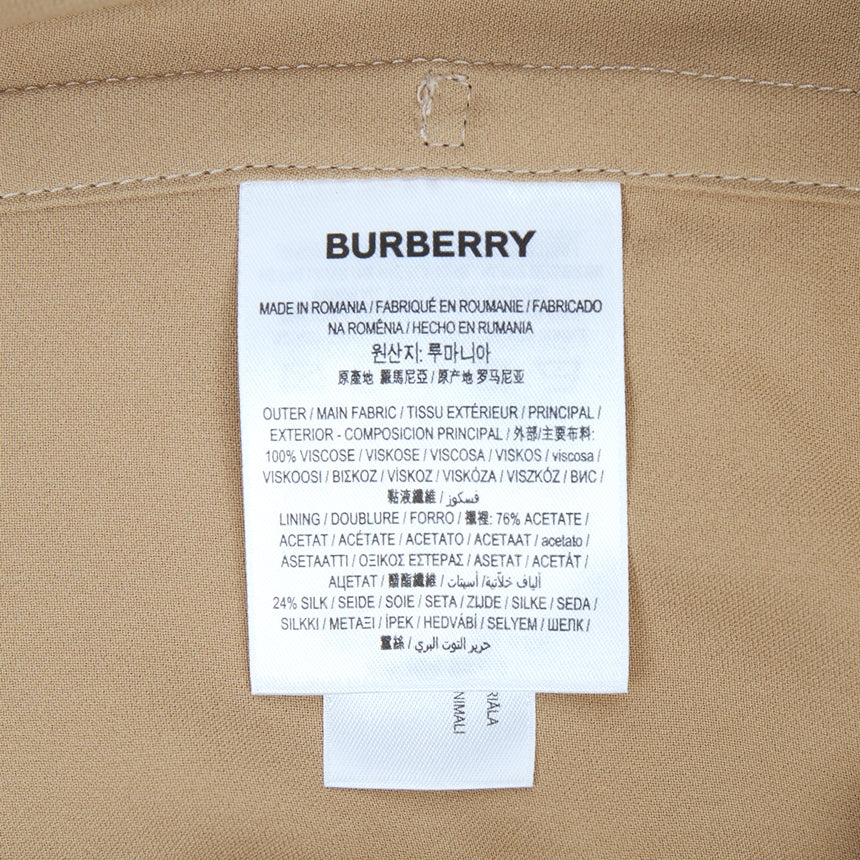 BURBERRY
MADE IN ROMANIA / FABRIQUÉ EN ROUMANIE / FABRICADO
NA ROMÉNIA / HECHO EN RUMANIA
원산지: 루마니아
原產地 羅馬尼亞 / 原产地 罗马尼亚
OUTER / MAIN FABRIC / TISSU EXTÉRIEUR / PRINCIPAL /
EXTERIOR - COMPOSICION PRINCIPAL / 外部/主要布料:
100% VISCOSE / VISKOSE / VISCOSA / VISKOS / viscosa /
VISKOOSI / ΒΙΣΚΟΖ / VİSKOZ / VISKÓZA / VISZKÓZ / ВИС /
黏液纖維 / فسكوز
LINING / DOUBLURE / FORRO / 襯裡: 76% ACETATE /
ACETAT / ACÉTATE / ACETATO / ACETAAT / acetato /
ASETAATTI / ΟΞΙΚΟΣ ΕΣΤΕΡΑΣ / ASETAT / ACETÁT /
АЦЕТАТ / 醋酯纖維 / ألياف خلاّتية/ أسيتات
24% SILK / SEIDE / SOIE / SETA / ZIJDE / SILKE / SEDA /
SILKKI / ΜΕΤΑΞΙ / İPEK / HEDVÁBÍ / SELYEM / ШЕЛК /
蠶絲 / حرير التوت البري
RIĀLA
NIMALI